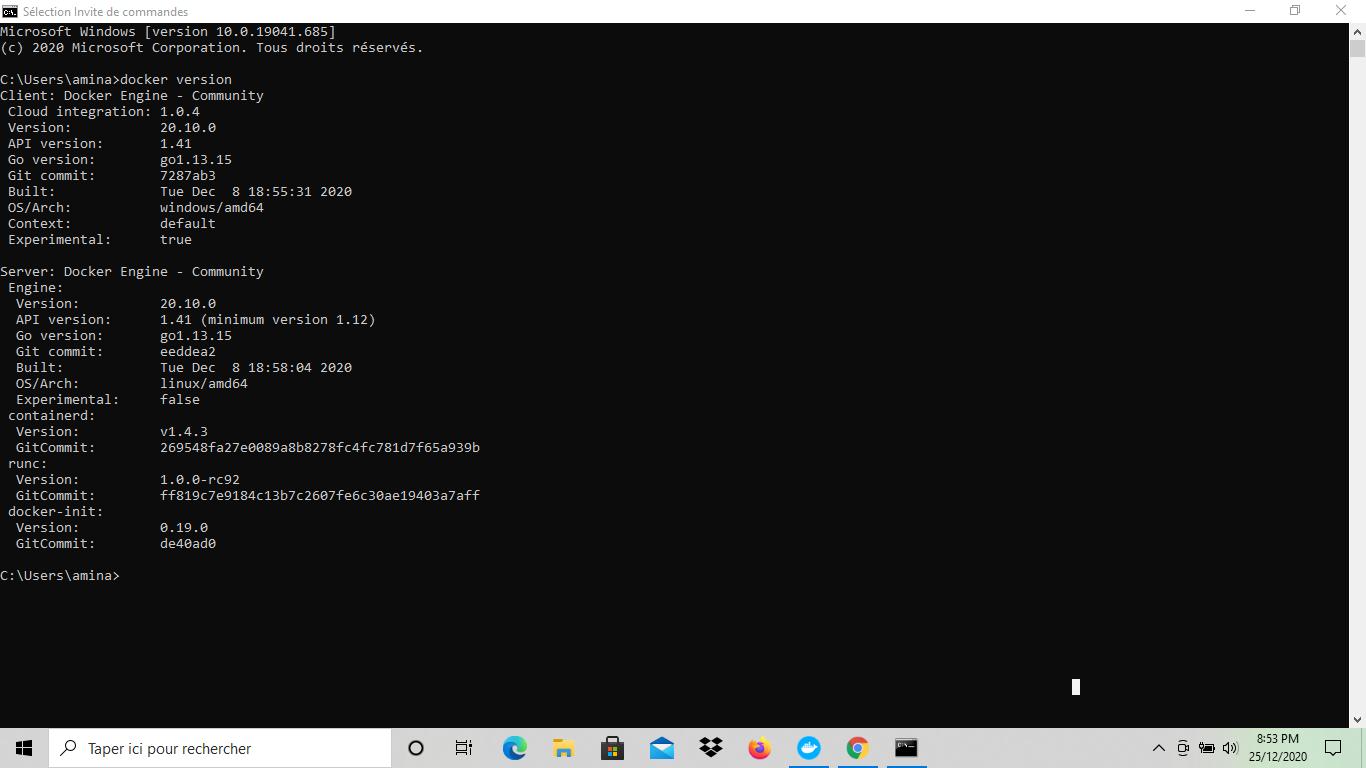 Sélection Invite de commandes
Microsoft Windows [version 10.0.19041.685]
(c) 2020 Microsoft Corporation. Tous droits réservés.
C:\Users\amina>docker version
Client: Docker Engine - Community
Cloud integration: 1.0.4
Version: 20.10.0
API version: 1.41
Go version: go1.13.15
Git commit: 7287ab3
Built: Tue Dec  8 18:55:31 2020
OS/Arch: windows/amd64
Context: default
Experimental: true
Server: Docker Engine - Community
Engine:
Version: 20.10.0
API version: 1.41 (minimum version 1.12)
Go version: go1.13.15
Git commit: eeddea2
Built: Tue Dec  8 18:58:04 2020
OS/Arch: linux/amd64
Experimental: false
containerd:
Version: v1.4.3
GitCommit: 269548fa27e0089a8b8278fc4fc781d7f65a939b
runc:
Version: 1.0.0-rc92
GitCommit: ff819c7e9184c13b7c2607fe6c30ae19403a7aff
docker-init:
Version: 0.19.0
GitCommit: de40ad0
C:\Users\amina>
Taper ici pour rechercher
8:53 PM
25/12/2020